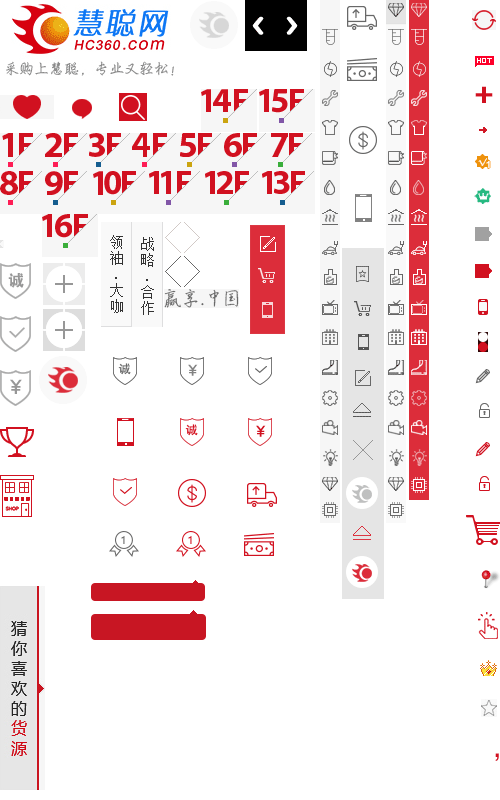 慧聪网
HC360.com
采购上慧聪，专业又轻松！
HOT
14F 15F
1F 2F 3F 4F 5F 6F 7F
8F 9F 10F 11F 12F 13F
16F
领袖·大咖
战略·合作
赢享.中国
诚
¥
诚 ¥
诚 ¥
$
$
1 1
SHOP
猜你喜欢的货源